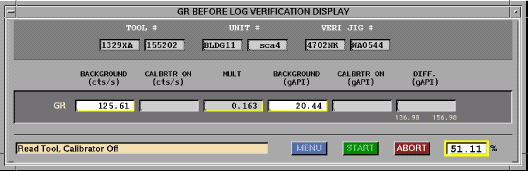 GR BEFORE LOG VERIFICATION DISPLAY
TOOL # UNIT # VERI JIG #
1329XA 155202 BLDG11 sca4 4702NK WA0544
BACKGROUND CALBRTR ON MULT BACKGROUND CALBRTR ON DIFF.
(cts/s) (cts/s) (gAPI) (gAPI) (gAPI)
GR 125.61 0.163 20.44
136.98 156.98
Read Tool, Calibrator Off MENU START ABORT 51.11 %